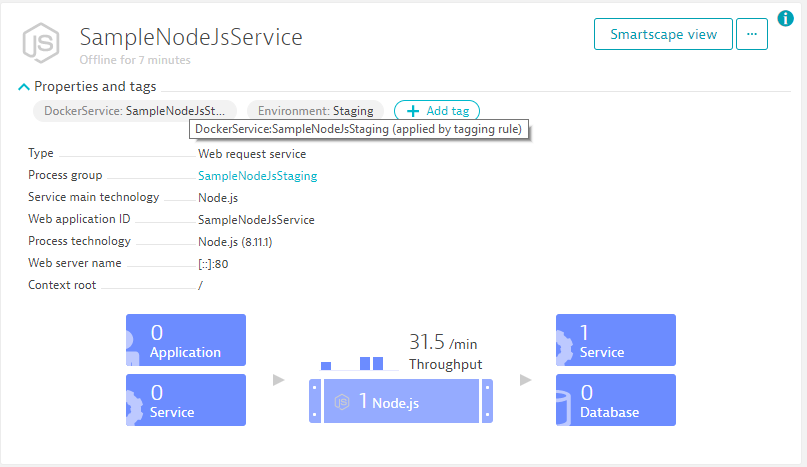 JS
SampleNodeJsService
Offline for 7 minutes
Smartscape view
...
i
Properties and tags
DockerService: SampleNodeJsSt...
Environment: Staging
+ Add tag
DockerService:SampleNodeJsStaging (applied by tagging rule)
Type Web request service
Process group SampleNodeJsStaging
Service main technology Node.js
Web application ID SampleNodeJsService
Process technology Node.js (8.11.1)
Web server name [::]:80
Context root /
0
Application
0
Service
31.5 /min
Throughput
JS 1 Node.js
1
Service
0
Database